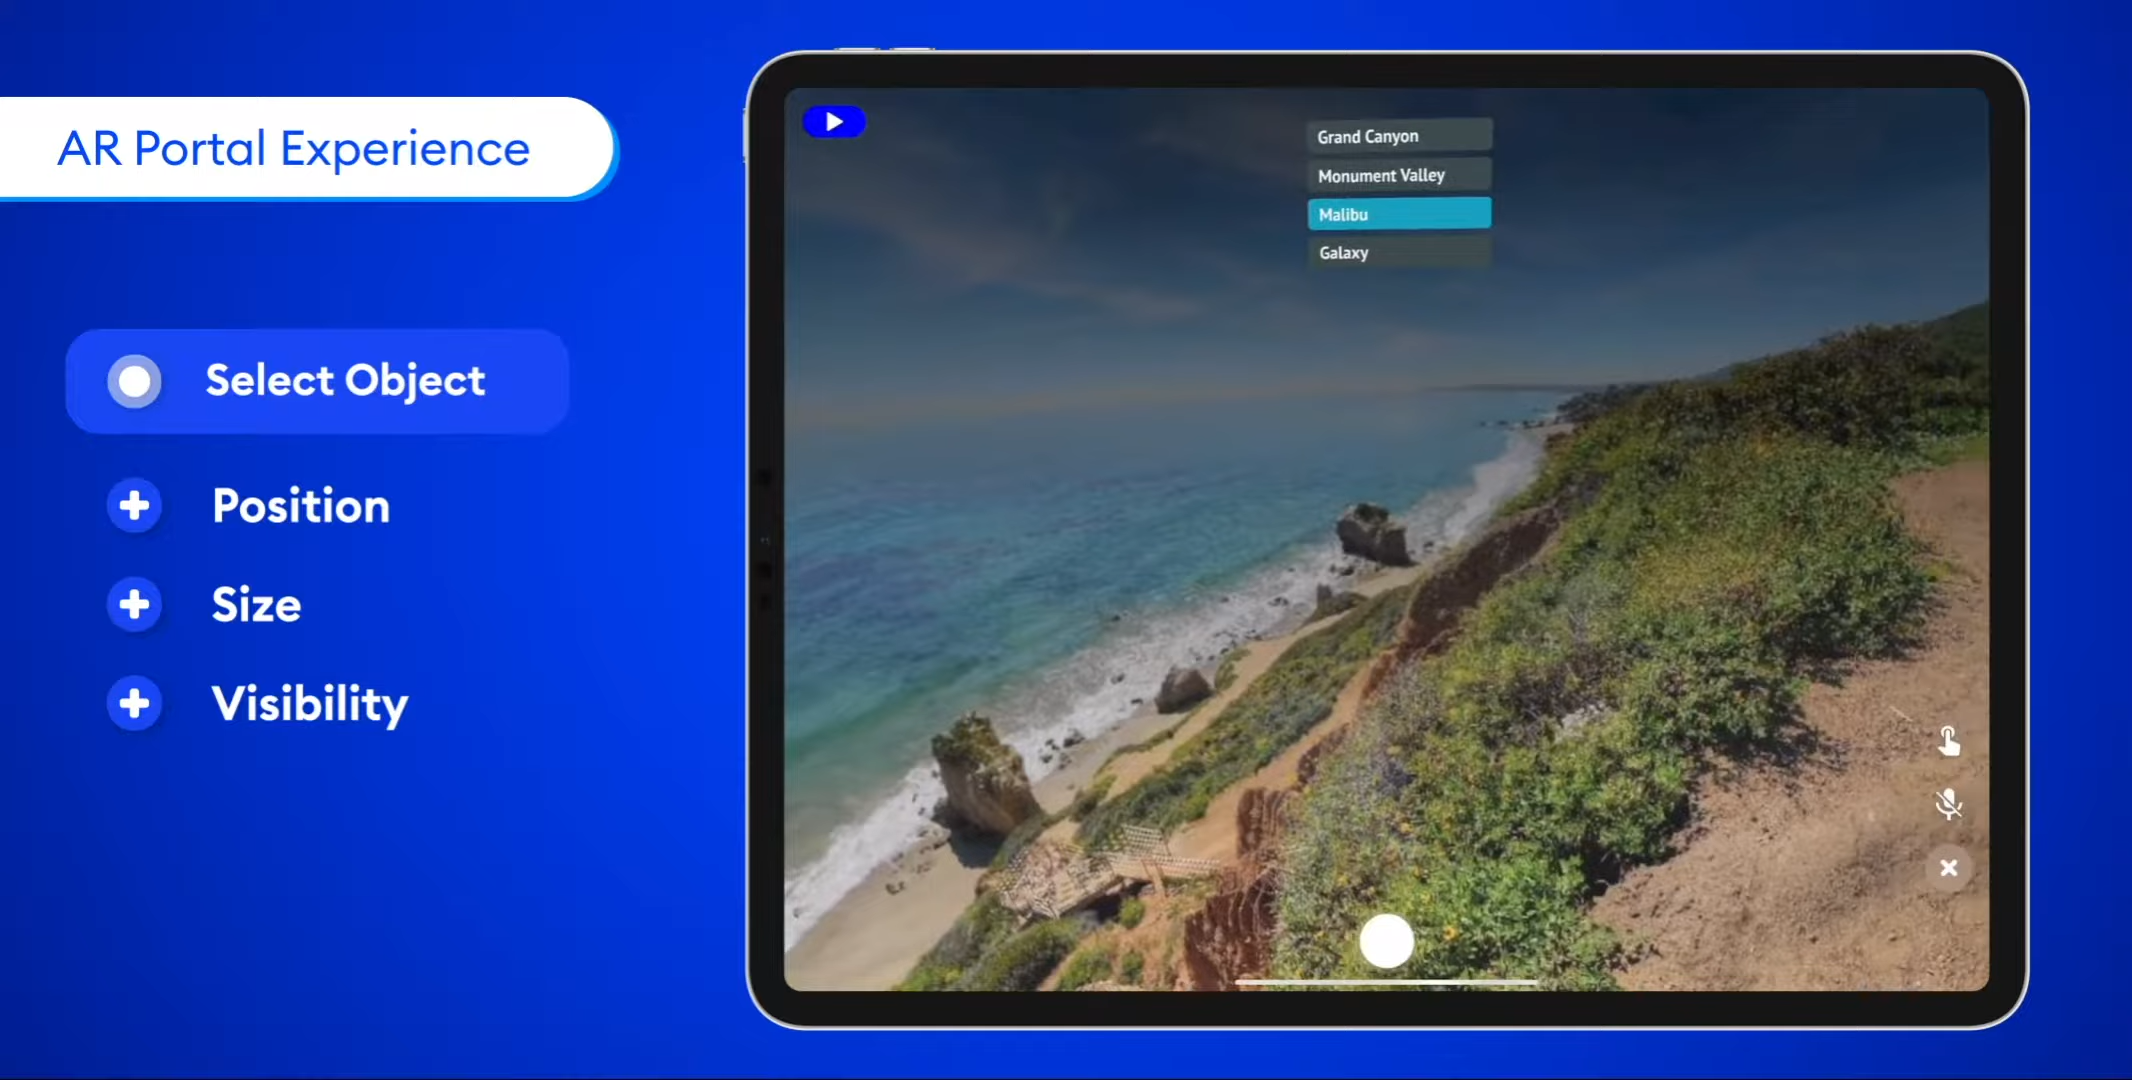 AR Portal Experience
Select Object
Position
Size
Visibility
Grand Canyon
Monument Valley
Malibu
Galaxy